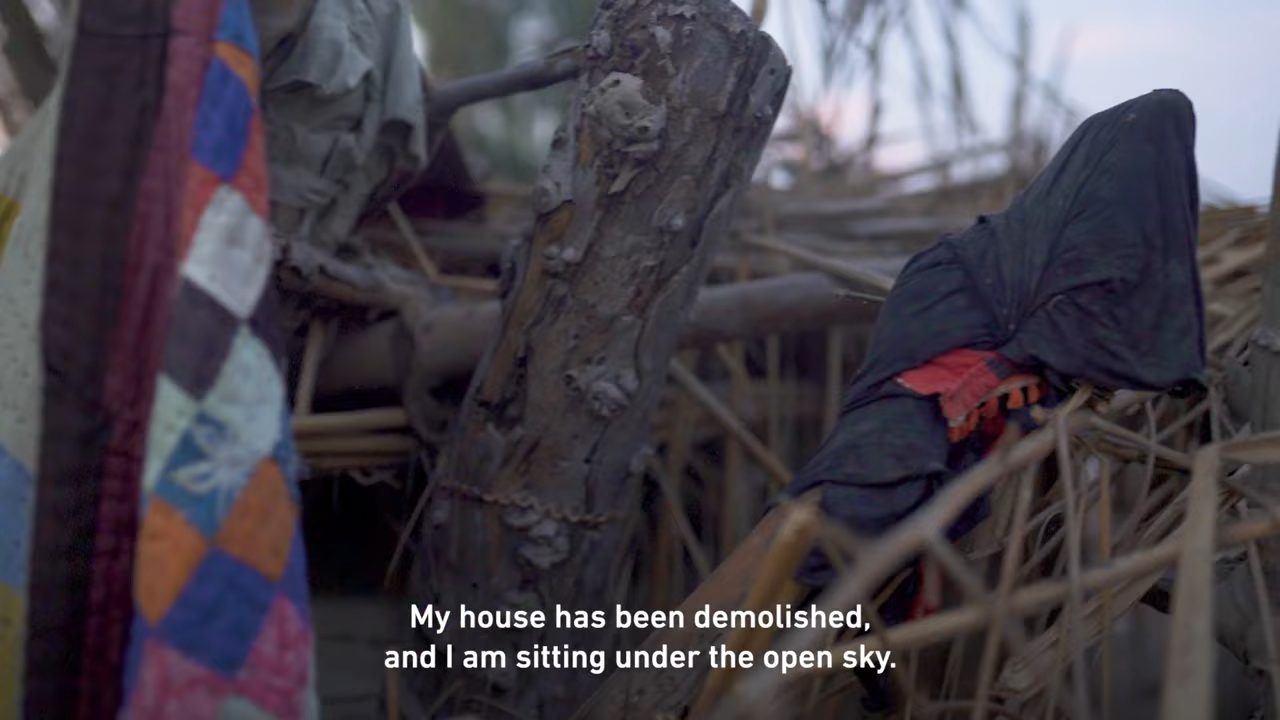 My house has been demolished,
and I am sitting under the open sky.